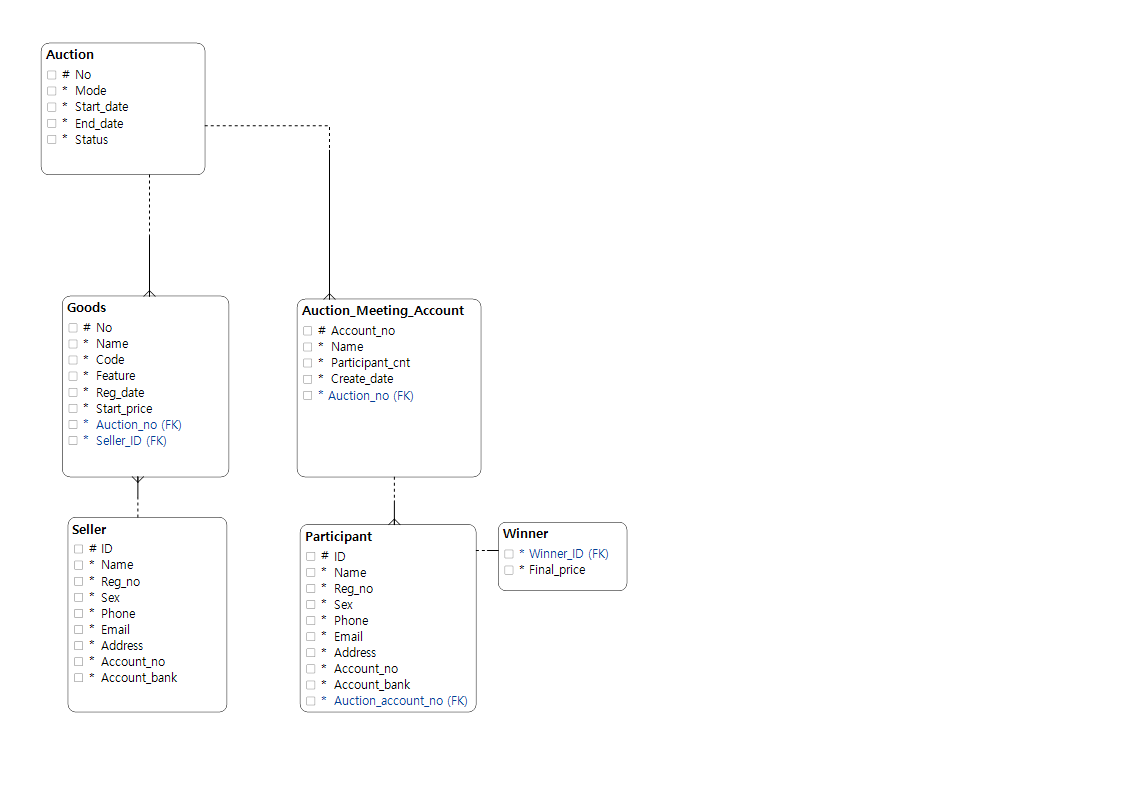 Auction
# No
* Mode
* Start_date
* End_date
* Status
Goods
# No
* Name
* Code
* Feature
* Reg_date
* Start_price
* Auction_no (FK)
* Seller_ID (FK)
Auction_Meeting_Account
# Account_no
* Name
* Participant_cnt
* Create_date
* Auction_no (FK)
Seller
# ID
* Name
* Reg_no
* Sex
* Phone
* Email
* Address
* Account_no
* Account_bank
Participant
# ID
* Name
* Reg_no
* Sex
* Phone
* Email
* Address
* Account_no
* Account_bank
* Auction_account_no (FK)
Winner
* Winner_ID (FK)
* Final_price